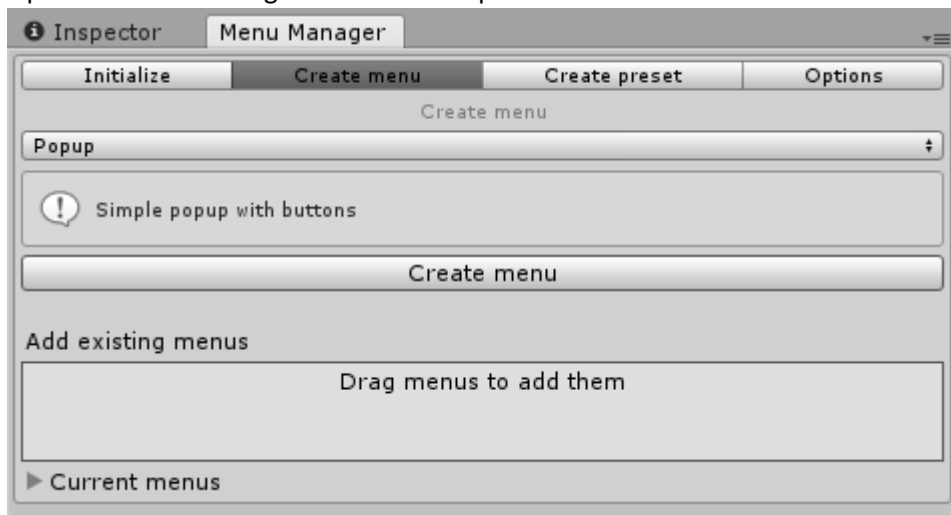 Inspector Menu Manager
Initialize Create menu Create preset Options
Create menu
Popup
Simple popup with buttons
Create menu
Add existing menus
Drag menus to add them
Current menus